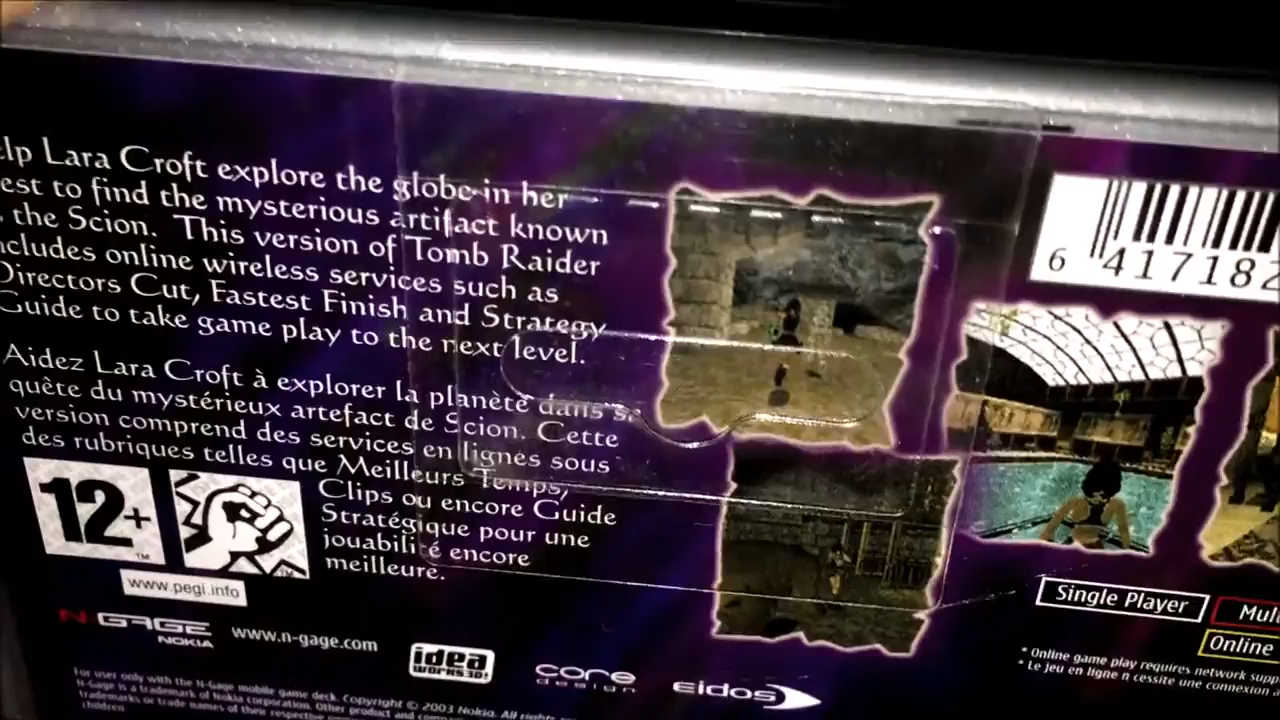 elp Lara Croft explore the globe in her
est to find the mysterious artifact known
the Scion. This version of Tomb Raider
ncludes online wireless services such as
Directors Cut, Fastest Finish and Strategy
Guide to take game play to the next level.
Aidez Lara Croft à explorer la planète dans sa
quête du mystérieux artefact de Scion. Cette
version comprend des services en lignes sous
des rubriques telles que Meilleurs Temps,
Clips ou encore Guide
Stratégique pour une
jouabilité encore
meilleure.
12+
www.pegi.info
N-GAGE
NOKIA
www.n-gage.com
idea
WORKS3D!
core
design
eidos
For user only with the N-Gage mobile game deck. Copyright © 2003 Nokia. All rights
N-Gage is a trademark of Nokia corporation. Other product and
trademarks or trade names of their respective
children
6 417182
Single Player
Mul
Online
* Online game play requires network supp
* Le jeu en ligne n cessite une connexion